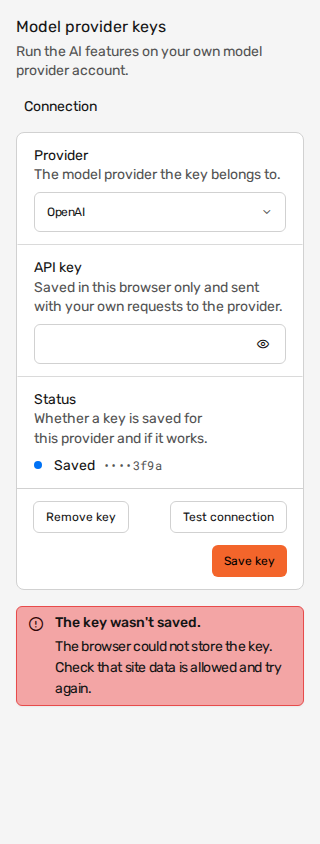 Model provider keys
Run the AI features on your own model
provider account.
Connection
Provider
The model provider the key belongs to.
OpenAI
API key
Saved in this browser only and sent
with your own requests to the provider.
Status
Whether a key is saved for
this provider and if it works.
Saved ••••3f9a
Remove key
Test connection
Save key
The key wasn't saved.
The browser could not store the key.
Check that site data is allowed and try
again.